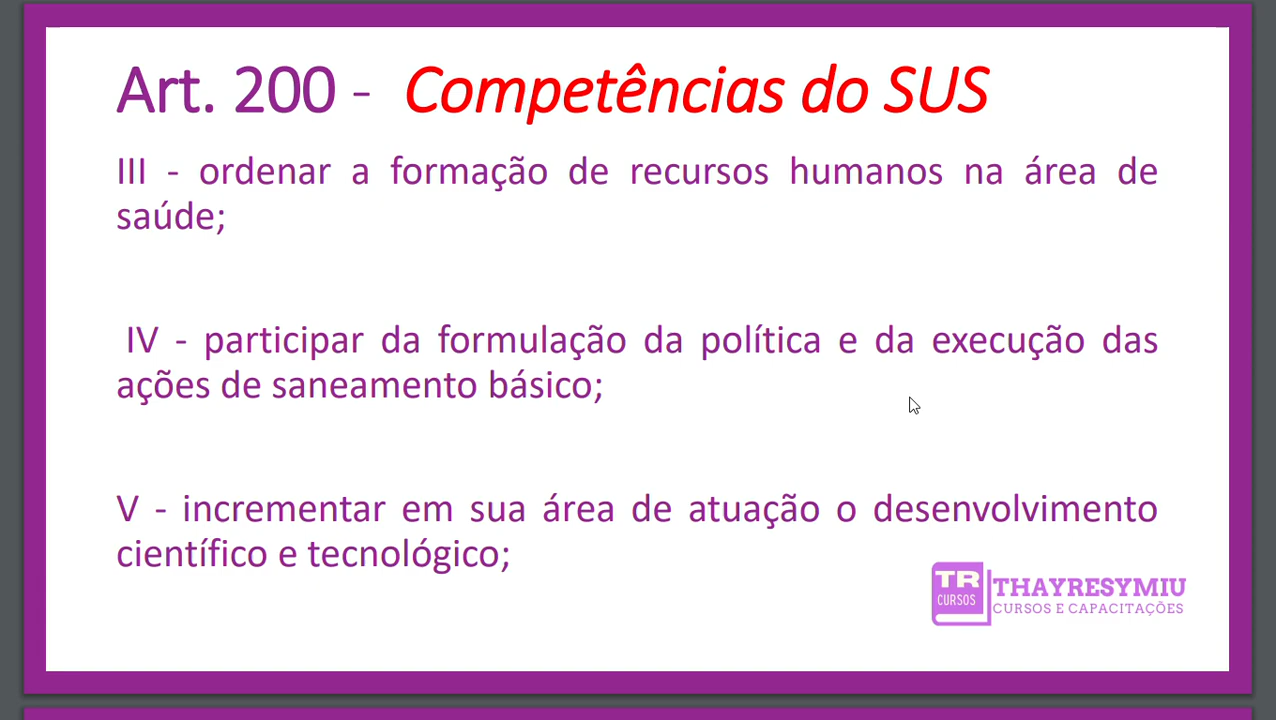 Art. 200 - Competências do SUS
III - ordenar a formação de recursos humanos na área de
saúde;
IV - participar da formulação da política e da execução das
ações de saneamento básico;
V - incrementar em sua área de atuação o desenvolvimento
científico e tecnológico;
TR
CURSOS
THAYRESYMIU
CURSOS E CAPACITAÇÕES